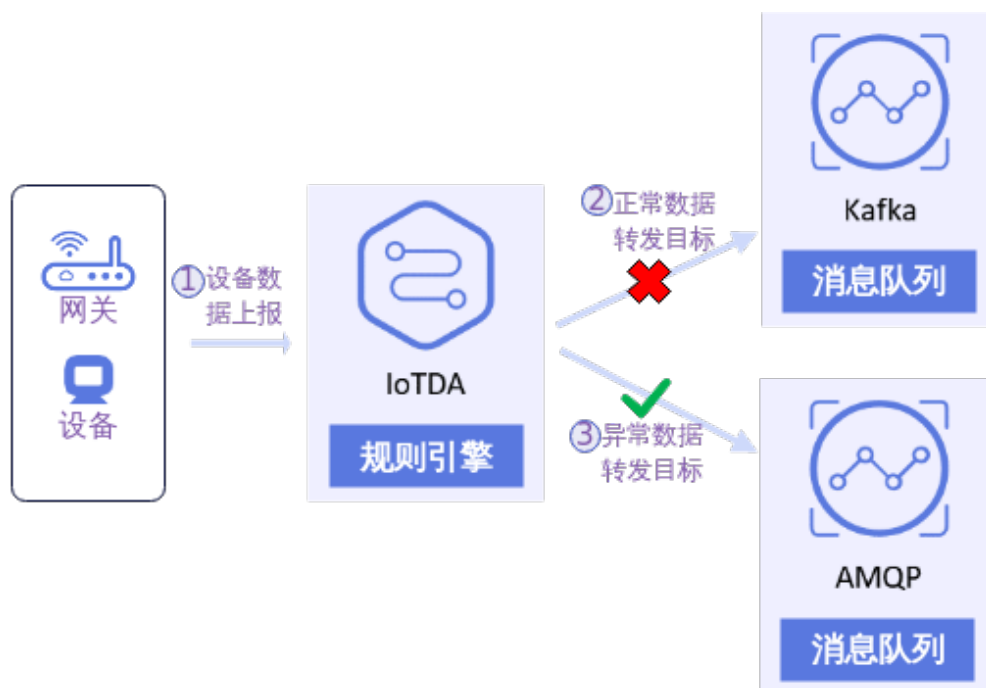 网关
设备
①设备数
据上报
IoTDA
规则引擎
②正常数据
转发目标
③异常数据
转发目标
Kafka
消息队列
AMQP
消息队列